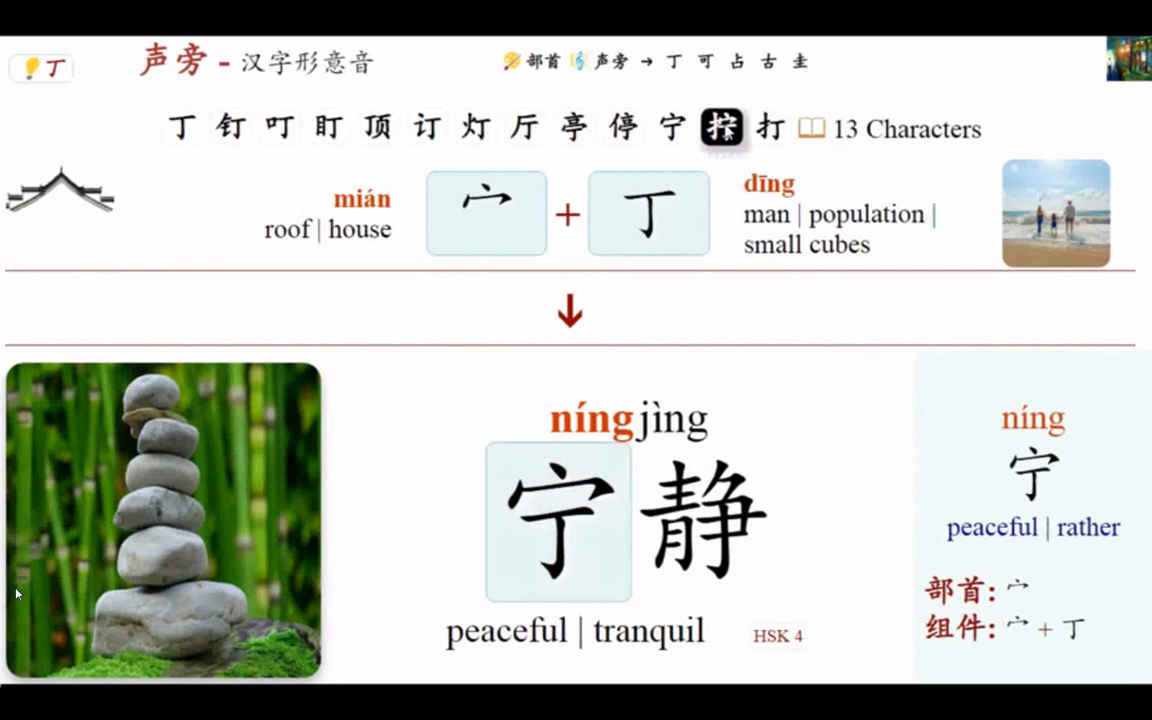 丁
声旁 - 汉字形意音
部首 声旁 → 丁 可 占 古 圭
丁 钉 叮 盯 顶 订 灯 厅 亭 停 宁 拧 打 13 Characters
mián
roof | house
宀 + 丁
dīng
man | population |
small cubes
níngjìng
宁静
peaceful | tranquil
HSK 4
níng
宁
peaceful | rather
部首: 宀
组件: 宀 + 丁